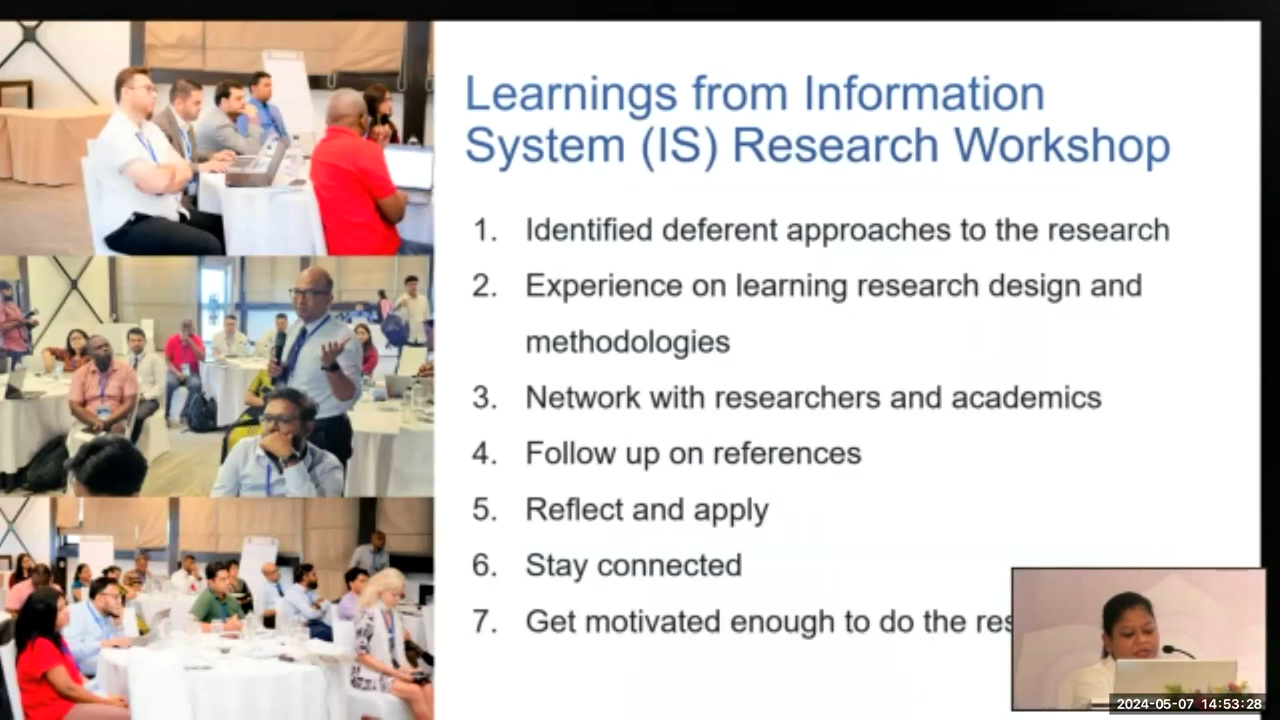 Learnings from Information
System (IS) Research Workshop
1. Identified deferent approaches to the research
2. Experience on learning research design and
methodologies
3. Network with researchers and academics
4. Follow up on references
5. Reflect and apply
6. Stay connected
7. Get motivated enough to do the res
2024-05-07 14:53:28